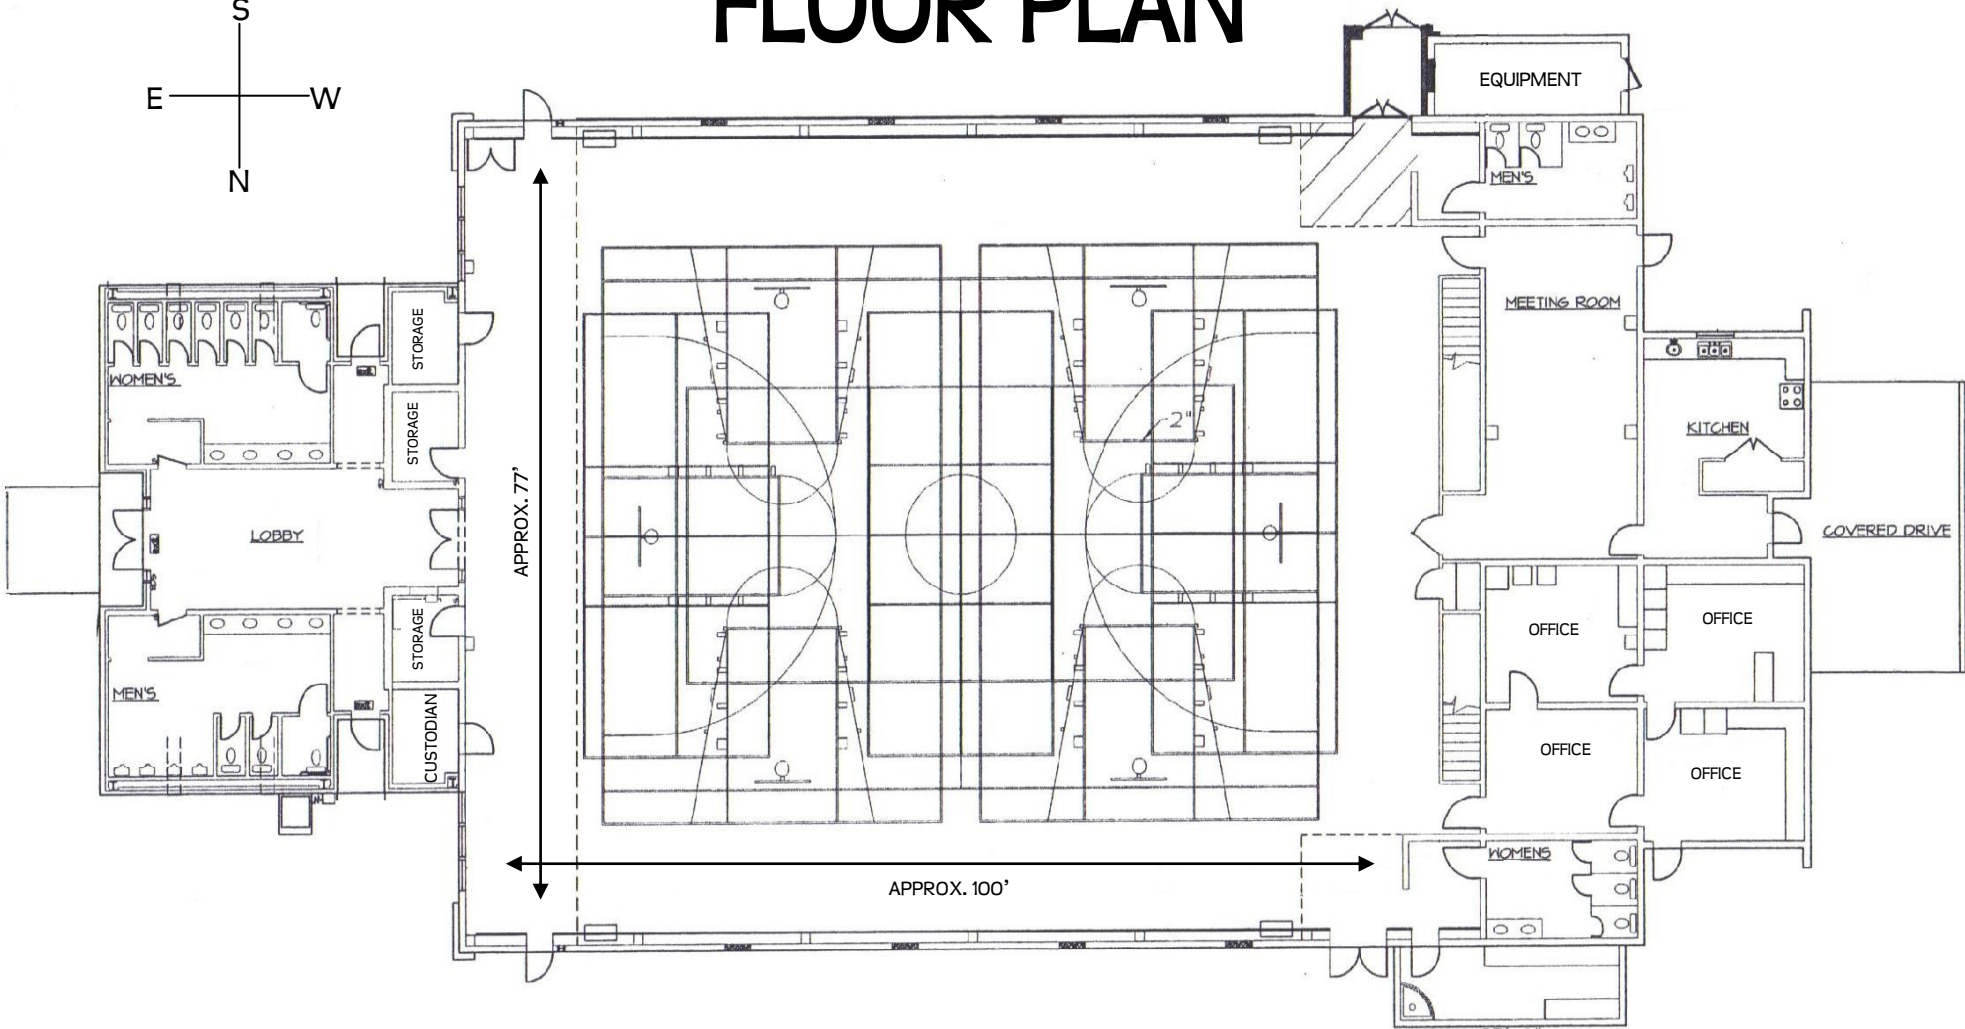 FLOOR PLAN
S
E
W
N
EQUIPMENT
MEN'S
MEETING ROOM
STORAGE
WOMEN'S
STORAGE
2"
KITCHEN
APPROX. 77'
LOBBY
COVERED DRIVE
STORAGE
OFFICE
OFFICE
MEN'S
CUSTODIAN
OFFICE
OFFICE
WOMENS
APPROX. 100'